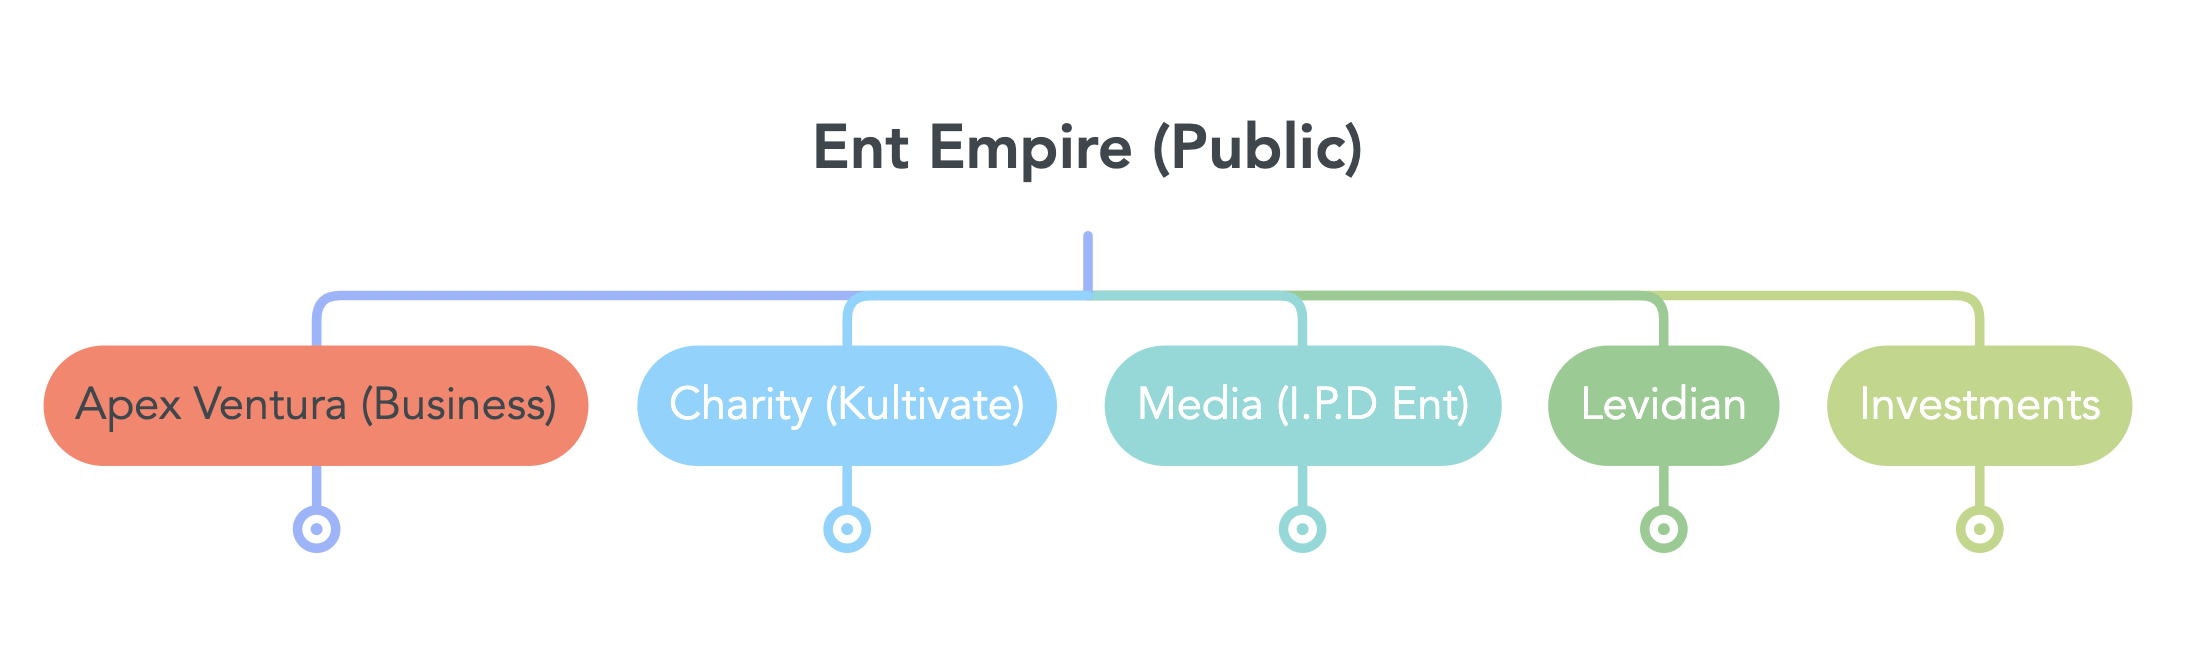 Ent Empire (Public)
Apex Ventura (Business)
Charity (Kultivate)
Media (I.P.D Ent)
Levidian
Investments